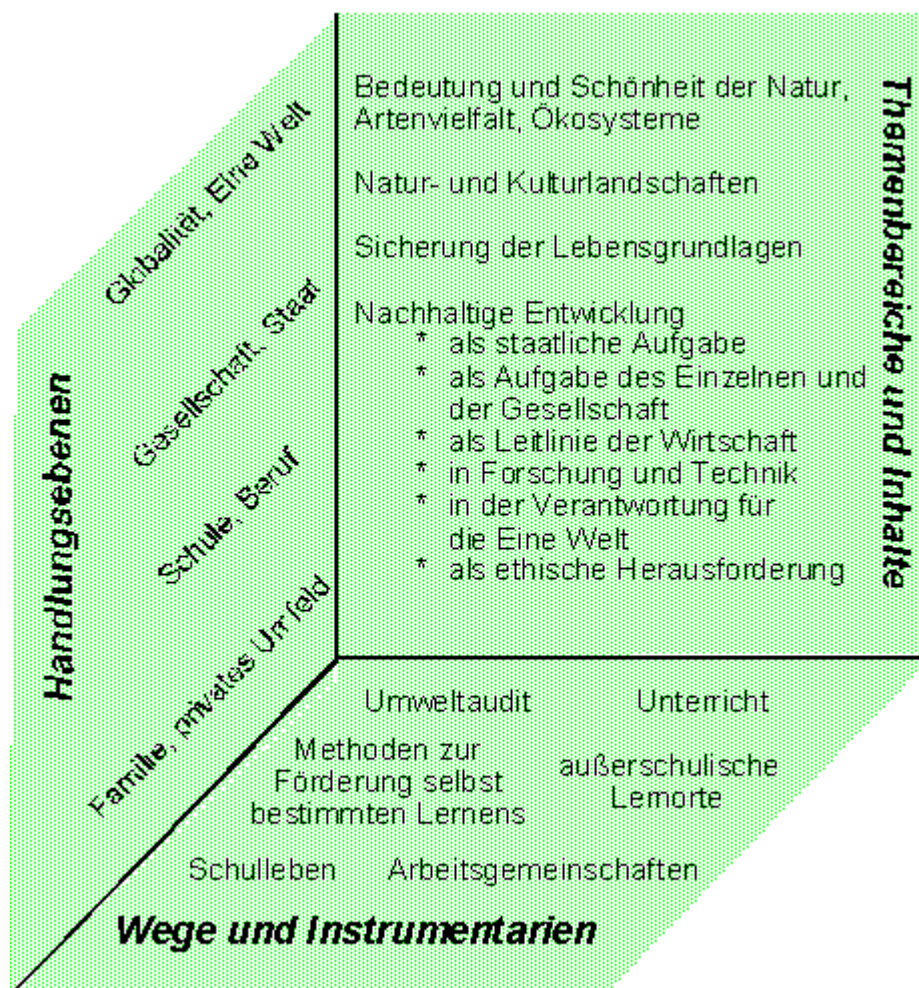 Handlungsebenen
Globalität, Eine Welt
Gesellschaft, Staat
Schule, Beruf
Familie, privates Umfeld
Themenbereiche und Inhalte
Bedeutung und Schönheit der Natur,
Artenvielfalt, Ökosysteme
Natur- und Kulturlandschaften
Sicherung der Lebensgrundlagen
Nachhaltige Entwicklung
* als staatliche Aufgabe
* als Aufgabe des Einzelnen und
der Gesellschaft
* als Leitlinie der Wirtschaft
* in Forschung und Technik
* in der Verantwortung für
die Eine Welt
* als ethische Herausforderung
Umweltaudit
Unterricht
Methoden zur
Förderung selbst
bestimmten Lernens
außerschulische
Lernorte
Schulleben
Arbeitsgemeinschaften
Wege und Instrumentarien